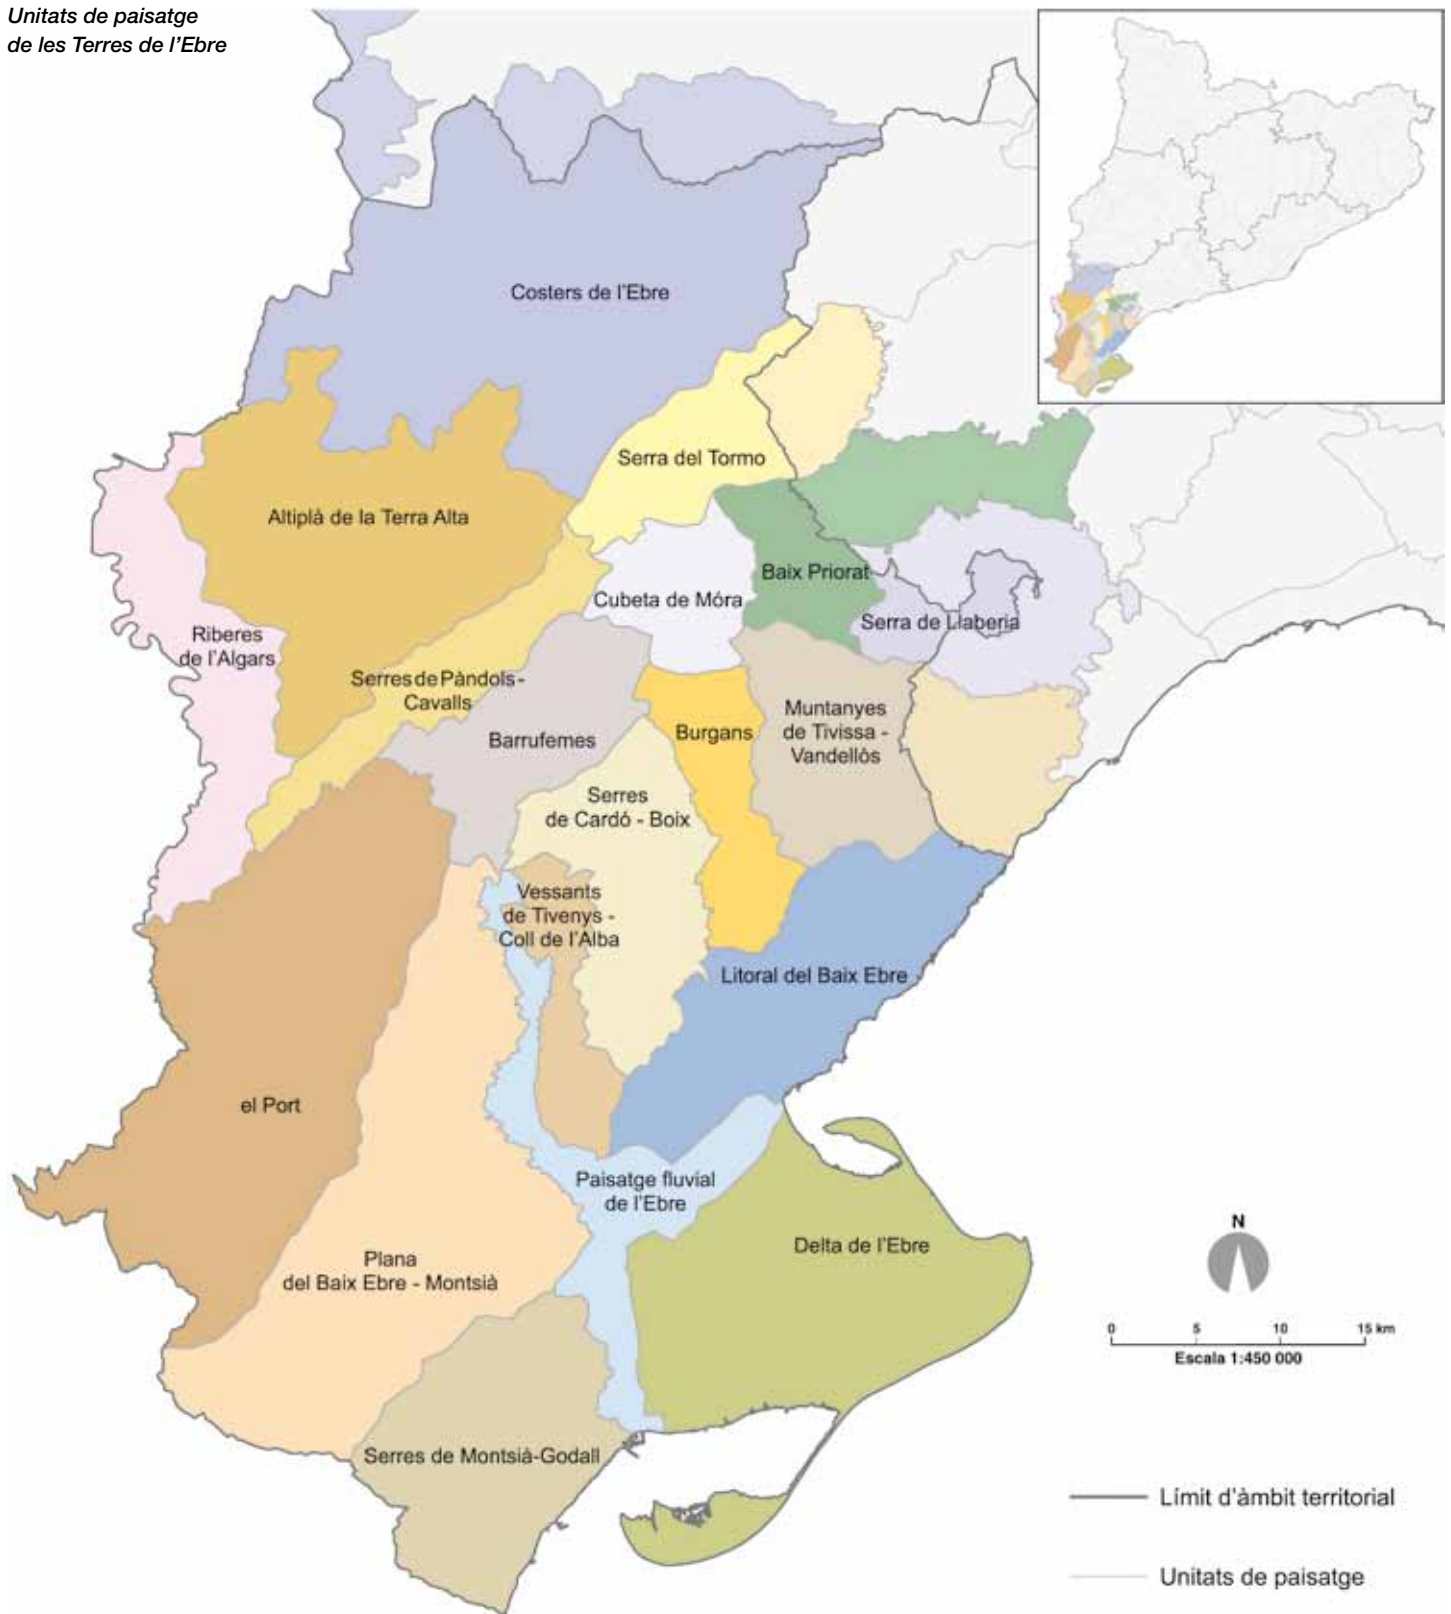 Unitats de paisatge
de les Terres de l'Ebre
Costers de l'Ebre
Serra del Tormo
Altiplà de la Terra Alta
Baix Priorat
Cubeta de Móra
Serra de Llaberia
Riberes
de l'Algars
Serres de Pàndols -
Cavalls
Barrufemes
Burgans
Muntanyes
de Tivissa -
Vandellòs
Serres
de Cardó - Boix
Vessants
de Tivenys -
Coll de l'Alba
Litoral del Baix Ebre
el Port
Paisatge fluvial
de l'Ebre
Delta de l'Ebre
Plana
del Baix Ebre - Montsià
Serres de Montsià-Godall
N
0 5 10 15 km
Escala 1:450 000
Límit d'àmbit territorial
Unitats de paisatge